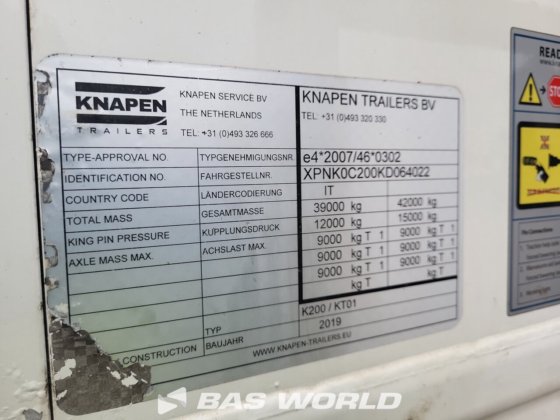 KNAPEN
TRAILERS
KNAPEN SERVICE BV
THE NETHERLANDS
TEL: +31 (0)493 326 666
KNAPEN TRAILERS BV
TEL: +31 (0)493 320 330
TYPE-APPROVAL NO TYPGENEHMIGUNGSNR. e4*2007/46*0302
IDENTIFICATION NO. FAHRGESTELLNR. XPNK0C200KD064022
COUNTRY CODE LÄNDERCODIERUNG IT
TOTAL MASS GESAMTMASSE 39000 kg 42000 kg
KING PIN PRESSURE KUPPLUNGSDRUCK 12000 kg 15000 kg
AXLE MASS MAX. ACHSLAST MAX. 9000 kg T 1 9000 kg T 1
9000 kg T 1 9000 kg T 1
9000 kg T 1 9000 kg T 1
kg T kg T
TYP K200 / KT01
CONSTRUCTION BAUJAHR 2019
WWW.KNAPEN-TRAILERS.EU
READ
STO
BAS WORLD